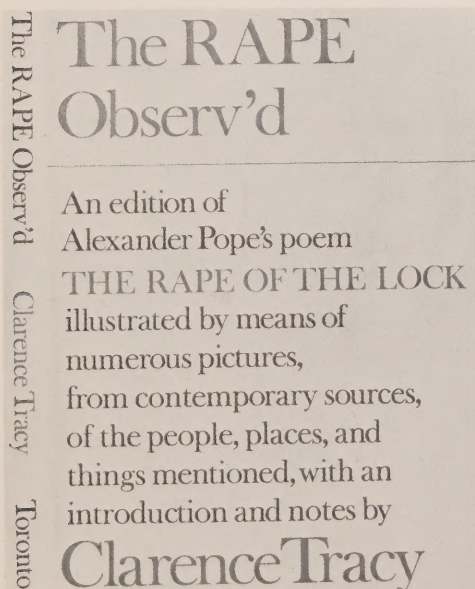 The RAPE Observ'd Clarence Tracy Toronto
The RAPE
Observ'd
An edition of
Alexander Pope's poem
THE RAPE OF THE LOCK
illustrated by means of
numerous pictures,
from contemporary sources,
of the people, places, and
things mentioned, with an
introduction and notes by
Clarence Tracy